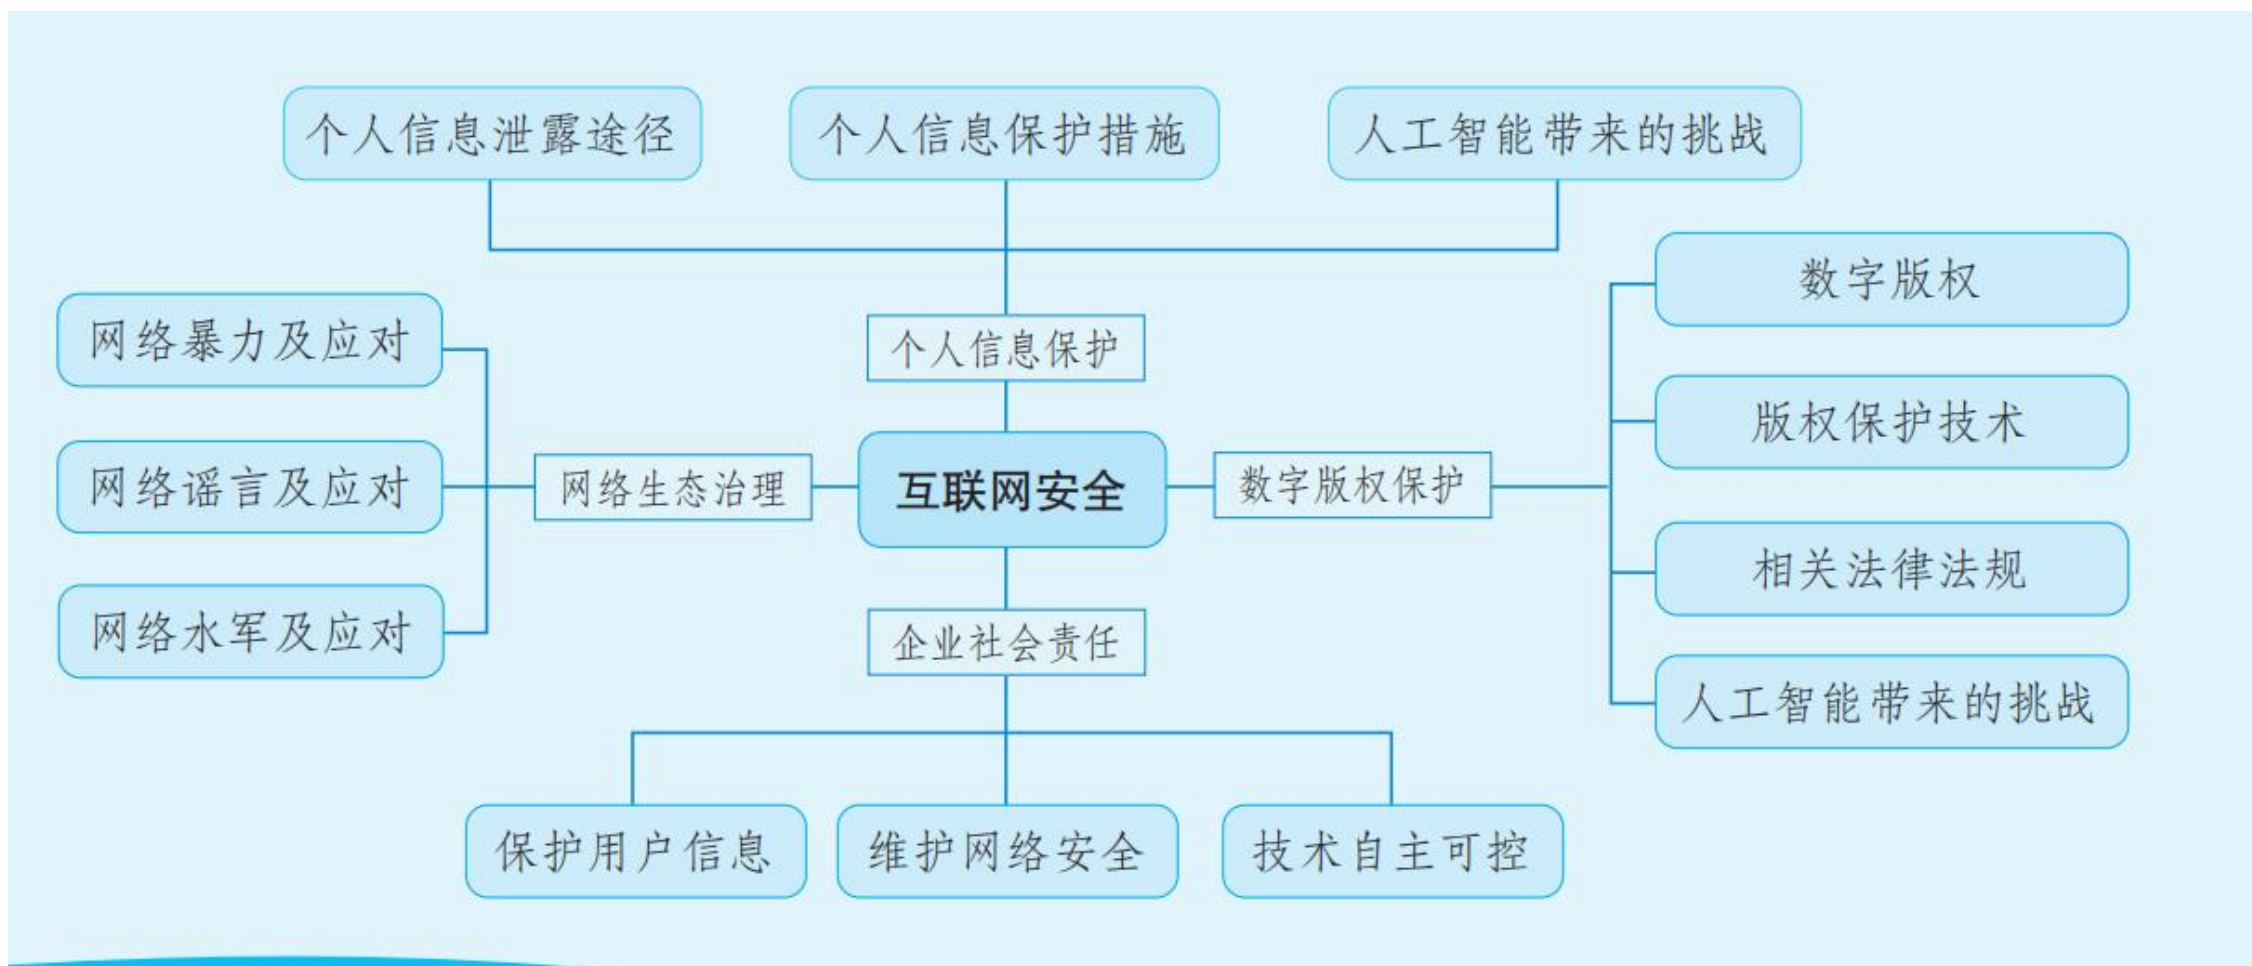 个人信息泄露途径
个人信息保护措施
人工智能带来的挑战
个人信息保护
网络暴力及应对
网络谣言及应对
网络水军及应对
网络生态治理
互联网安全
数字版权保护
数字版权
版权保护技术
相关法律法规
人工智能带来的挑战
企业社会责任
保护用户信息
维护网络安全
技术自主可控